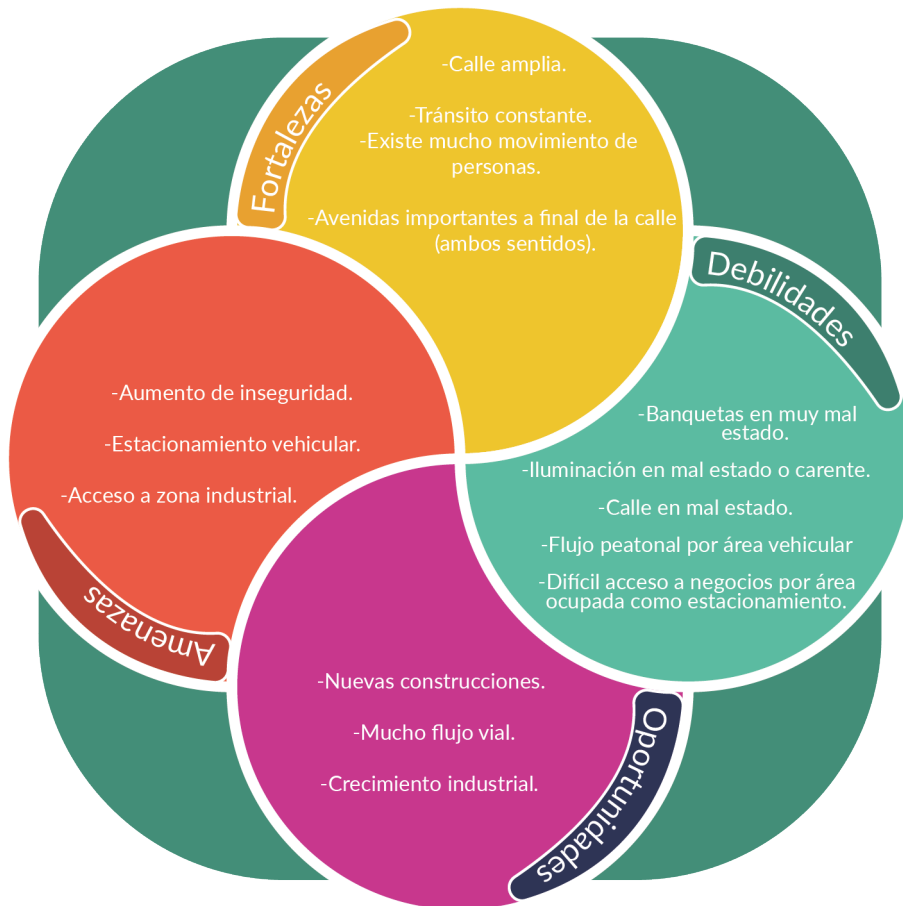 Fortalezas
-Calle amplia.
-Tránsito constante.
-Existe mucho movimiento de
personas.
-Avenidas importantes a final de la calle
(ambos sentidos).
Debilidades
-Banquetas en muy mal
estado.
-Iluminación en mal estado o carente.
-Calle en mal estado.
-Flujo peatonal por área vehicular
-Difícil acceso a negocios por área
ocupada como estacionamiento.
Oportunidades
-Nuevas construcciones.
-Mucho flujo vial.
-Crecimiento industrial.
Amenazas
-Aumento de inseguridad.
-Estacionamiento vehicular.
-Acceso a zona industrial.